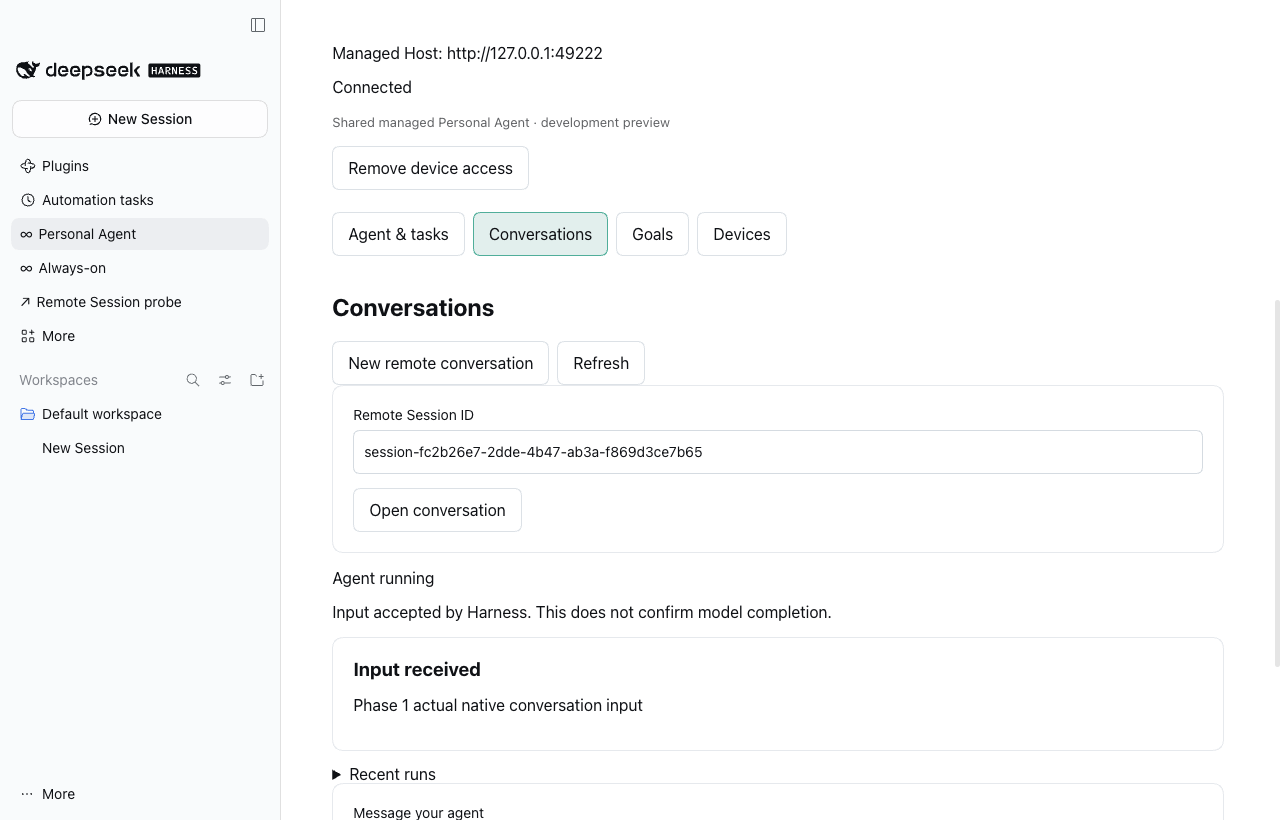 deepseek HARNESS
New Session
Plugins
Automation tasks
Personal Agent
Always-on
Remote Session probe
More
Workspaces
Default workspace
New Session
More
Managed Host: http://127.0.0.1:49222
Connected
Shared managed Personal Agent · development preview
Remove device access
Agent & tasks
Conversations
Goals
Devices
Conversations
New remote conversation
Refresh
Remote Session ID
session-fc2b26e7-2dde-4b47-ab3a-f869d3ce7b65
Open conversation
Agent running
Input accepted by Harness. This does not confirm model completion.
Input received
Phase 1 actual native conversation input
Recent runs
Message your agent